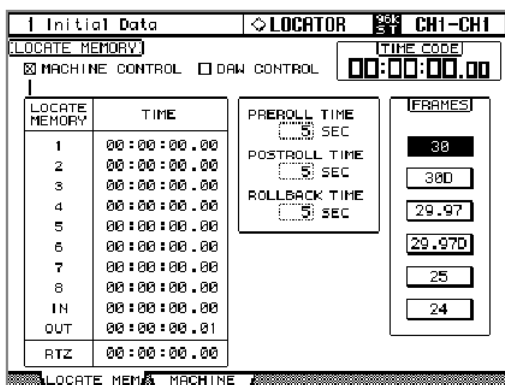 1 Initial Data ◇LOCATOR 96k ST CH1-CH1
LOCATE MEMORY
TIME CODE
MACHINE CONTROL DAW CONTROL
00:00:00.00
LOCATE MEMORY TIME
1 00:00:00.00
2 00:00:00.00
3 00:00:00.00
4 00:00:00.00
5 00:00:00.00
6 00:00:00.00
7 00:00:00.00
8 00:00:00.00
IN 00:00:00.00
OUT 00:00:00.01
RTZ 00:00:00.00
PREROLL TIME
5 SEC
POSTROLL TIME
5 SEC
ROLLBACK TIME
5 SEC
FRAMES
30
30D
29.97
29.97D
25
24
LOCATE MEM MACHINE